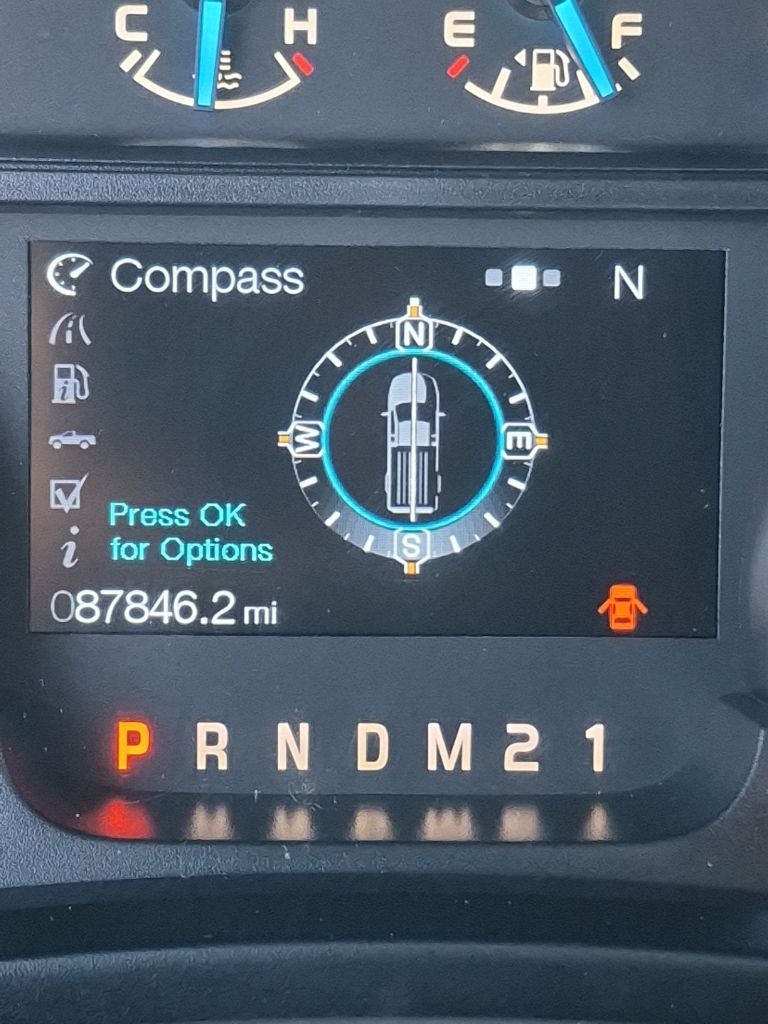 C H E F
Compass N
N
W E
Press OK
for Options
S
087846.2 mi
P R N D M 2 1